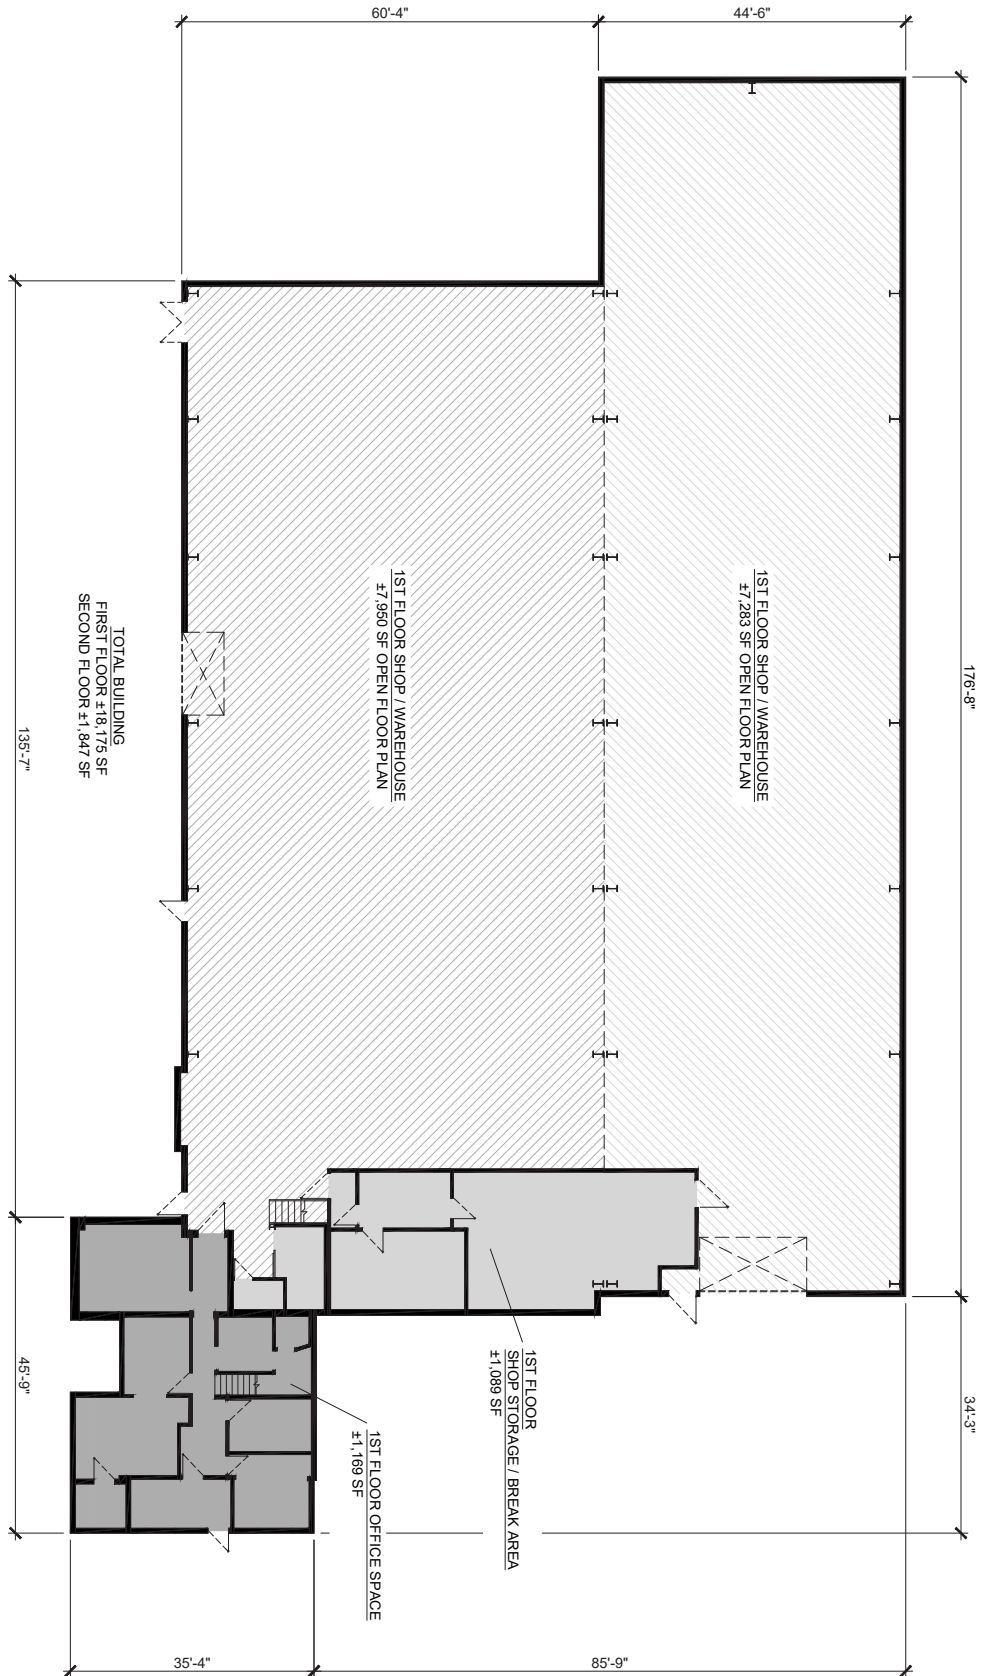 60'-4"
44'-6"
176'-8"
135'-7"
1ST FLOOR SHOP / WAREHOUSE
±7,950 SF OPEN FLOOR PLAN
1ST FLOOR SHOP / WAREHOUSE
±7,283 SF OPEN FLOOR PLAN
TOTAL BUILDING
FIRST FLOOR ±18,175 SF
SECOND FLOOR ±1,847 SF
45'-9"
34'-3"
1ST FLOOR
SHOP STORAGE / BREAK AREA
±1,089 SF
1ST FLOOR OFFICE SPACE
±1,169 SF
35'-4"
85'-9"